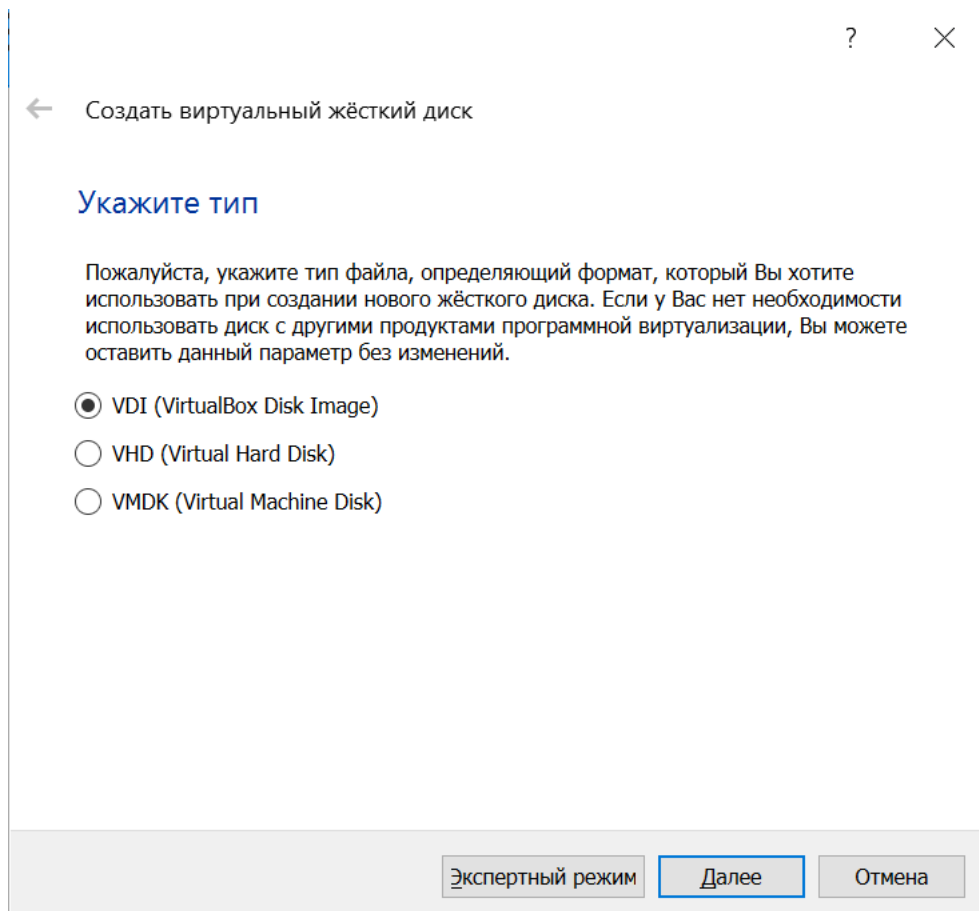 ?
Создать виртуальный жёсткий диск
Укажите тип
Пожалуйста, укажите тип файла, определяющий формат, который Вы хотите
использовать при создании нового жёсткого диска. Если у Вас нет необходимости
использовать диск с другими продуктами программной виртуализации, Вы можете
оставить данный параметр без изменений.
VDI (VirtualBox Disk Image)
VHD (Virtual Hard Disk)
VMDK (Virtual Machine Disk)
Экспертный режим Далее Отмена